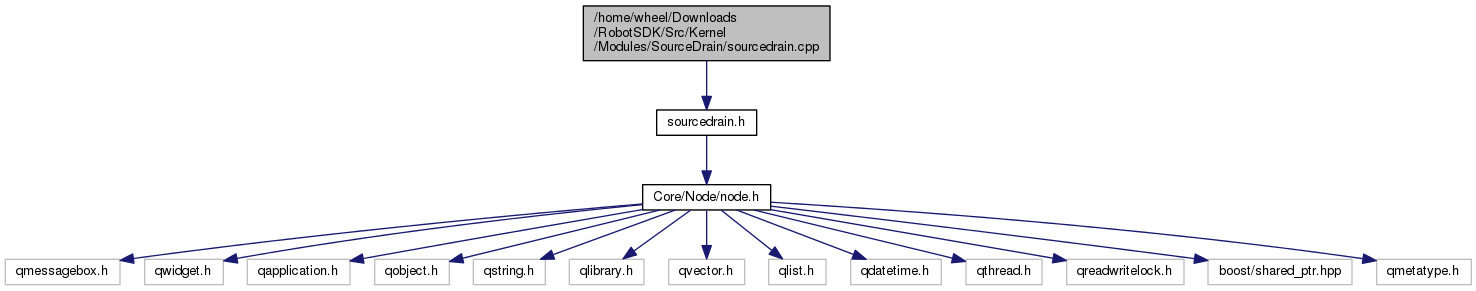 /home/wheel/Downloads
/RobotSDK/Src/Kernel
/Modules/SourceDrain/sourcedrain.cpp
sourcedrain.h
Core/Node/node.h
qmessagebox.h
qwidget.h
qapplication.h
qobject.h
qstring.h
qlibrary.h
qvector.h
qlist.h
qdatetime.h
qthread.h
qreadwritelock.h
boost/shared_ptr.hpp
qmetatype.h